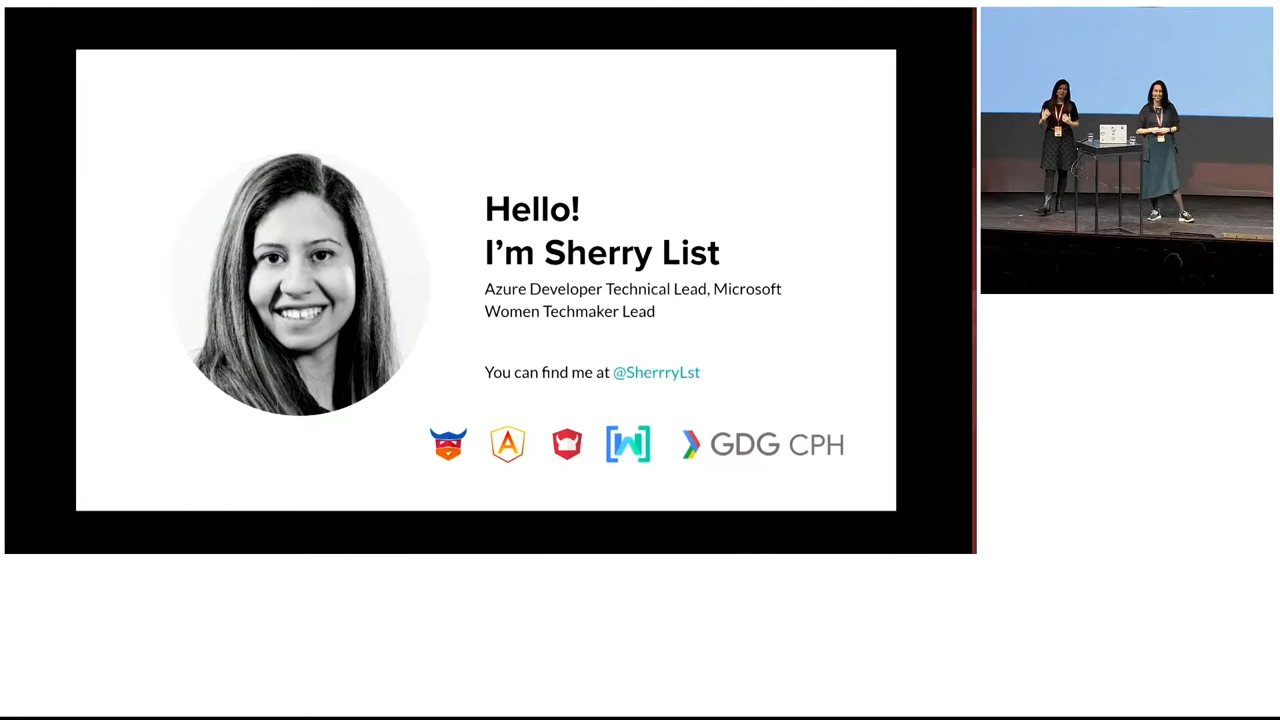 Hello!
I'm Sherry List
Azure Developer Technical Lead, Microsoft
Women Techmaker Lead
You can find me at @SherrryLst
A
[W]
GDG CPH